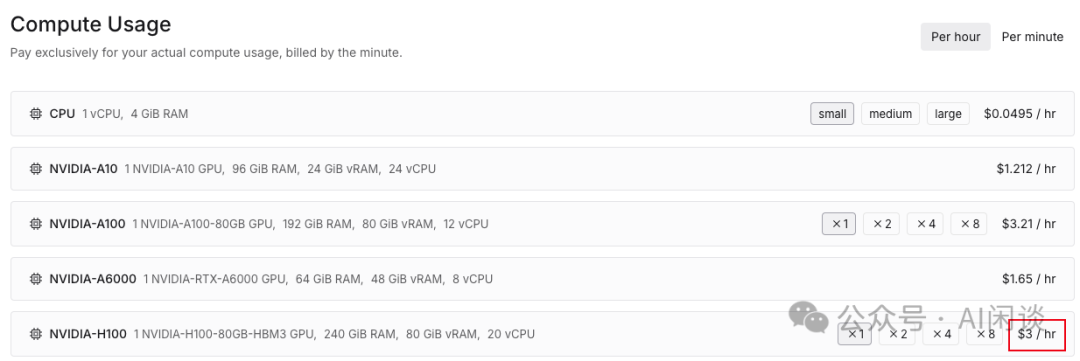 Compute Usage
Pay exclusively for your actual compute usage, billed by the minute.
Per hour Per minute
CPU 1 vCPU, 4 GiB RAM small medium large $0.0495 / hr
NVIDIA-A10 1 NVIDIA-A10 GPU, 96 GiB RAM, 24 GiB vRAM, 24 vCPU $1.212 / hr
NVIDIA-A100 1 NVIDIA-A100-80GB GPU, 192 GiB RAM, 80 GiB vRAM, 12 vCPU ×1 ×2 ×4 ×8 $3.21 / hr
NVIDIA-A6000 1 NVIDIA-RTX-A6000 GPU, 64 GiB RAM, 48 GiB vRAM, 8 vCPU $1.65 / hr
公众号 · AI闲谈
NVIDIA-H100 1 NVIDIA-H100-80GB-HBM3 GPU, 240 GiB RAM, 80 GiB vRAM, 20 vCPU ×1 ×2 ×4 ×8 $3 / hr